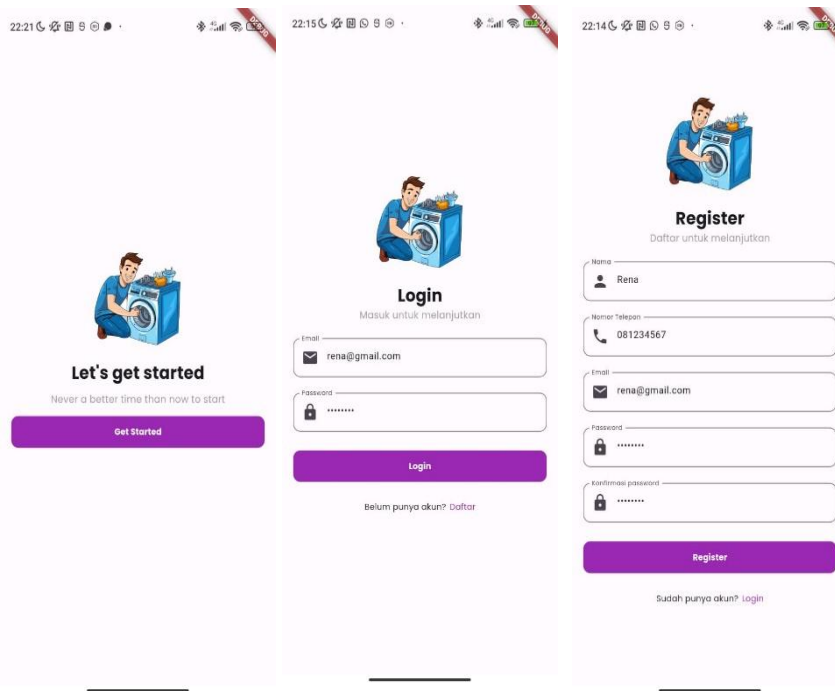 22:21
DEBUG
Let's get started
Never a better time than now to start
Get Started
22:15
DEBUG
Login
Masuk untuk melanjutkan
Email
rena@gmail.com
Password
........
Login
Belum punya akun? Daftar
22:14
Register
Daftar untuk melanjutkan
Nama
Rena
Nomor Telepon
081234567
Email
rena@gmail.com
Password
........
Konfirmasi password
........
Register
Sudah punya akun? Login